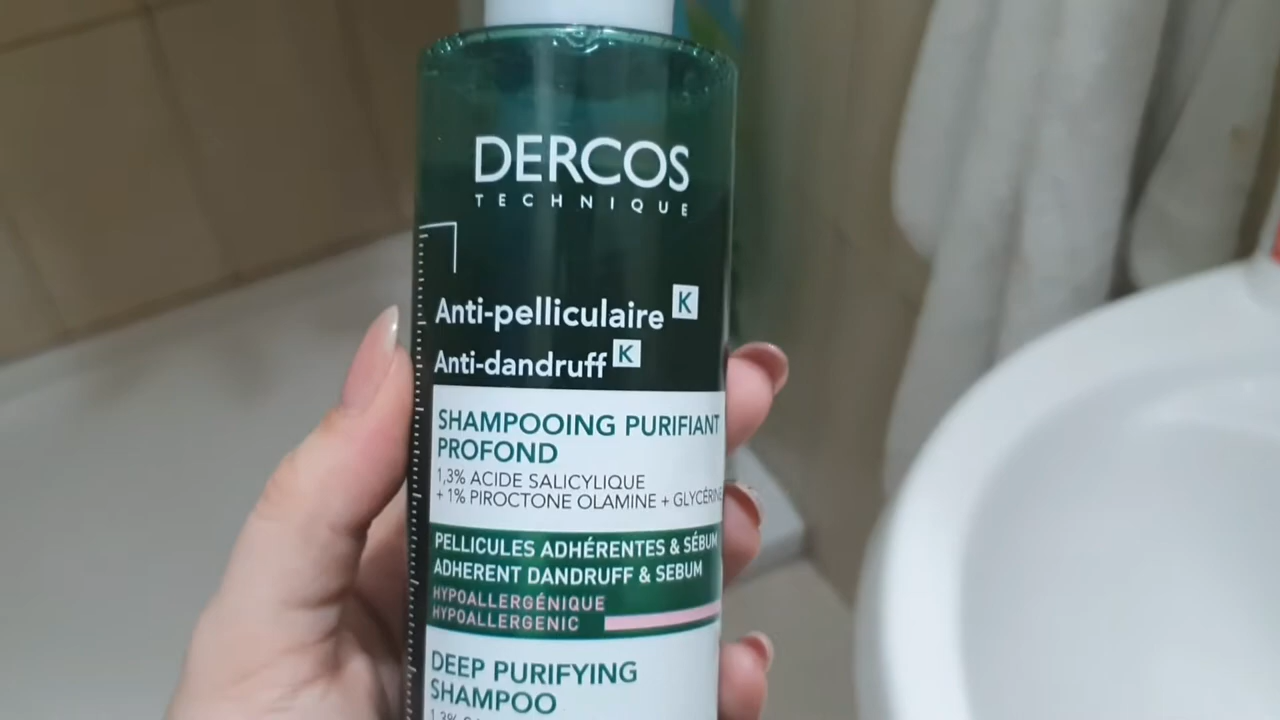 DERCOS
TECHNIQUE
Anti-pelliculaire K
Anti-dandruff K
SHAMPOOING PURIFIANT
PROFOND
1,3% ACIDE SALICYLIQUE
+ 1% PIROCTONE OLAMINE + GLYCÉRINE
PELLICULES ADHÉRENTES & SÉBUM
ADHERENT DANDRUFF & SEBUM
HYPOALLERGÉNIQUE
HYPOALLERGENIC
DEEP PURIFYING
SHAMPOO